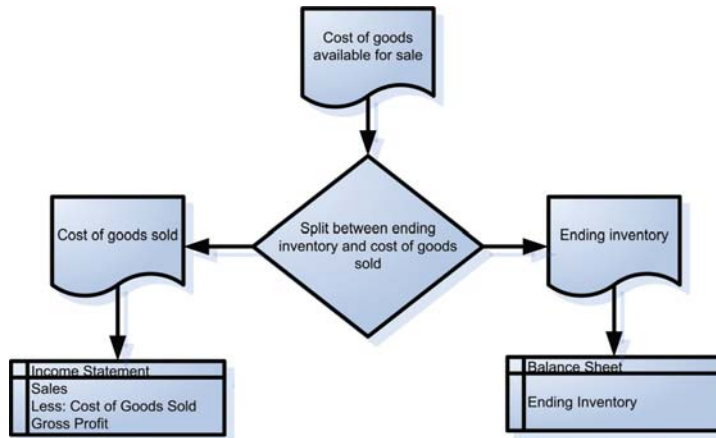 Cost of goods
available for sale
Split between ending
inventory and cost of goods
sold
Cost of goods sold
Ending inventory
Income Statement
Sales
Less: Cost of Goods Sold
Gross Profit
Balance Sheet
Ending Inventory